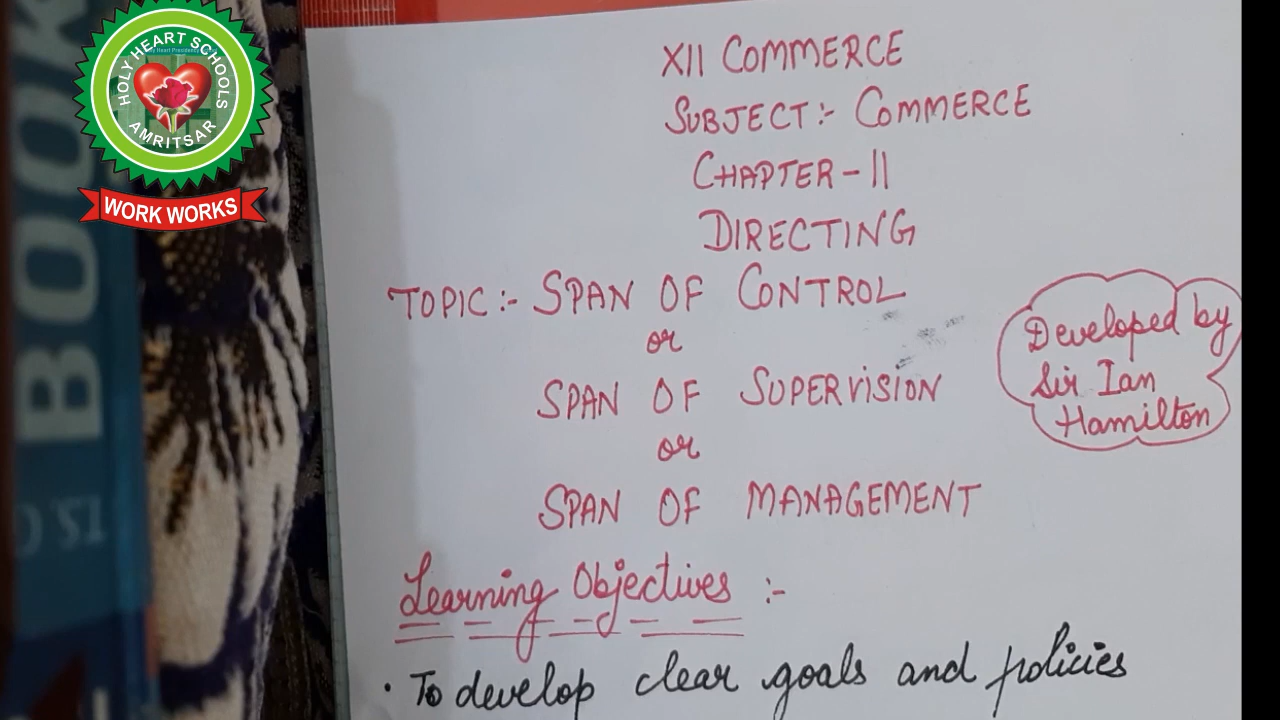 HOLY HEART SCHOOLS
AMRITSAR
WORK WORKS
BOOK
XII COMMERCE
SUBJECT:- COMMERCE
CHAPTER-11
DIRECTING
TOPIC:- SPAN OF CONTROL
or
SPAN OF SUPERVISION
or
SPAN OF MANAGEMENT
Developed by
Sir Ian
Hamilton
Learning Objectives :-
· To develop clear goals and policies